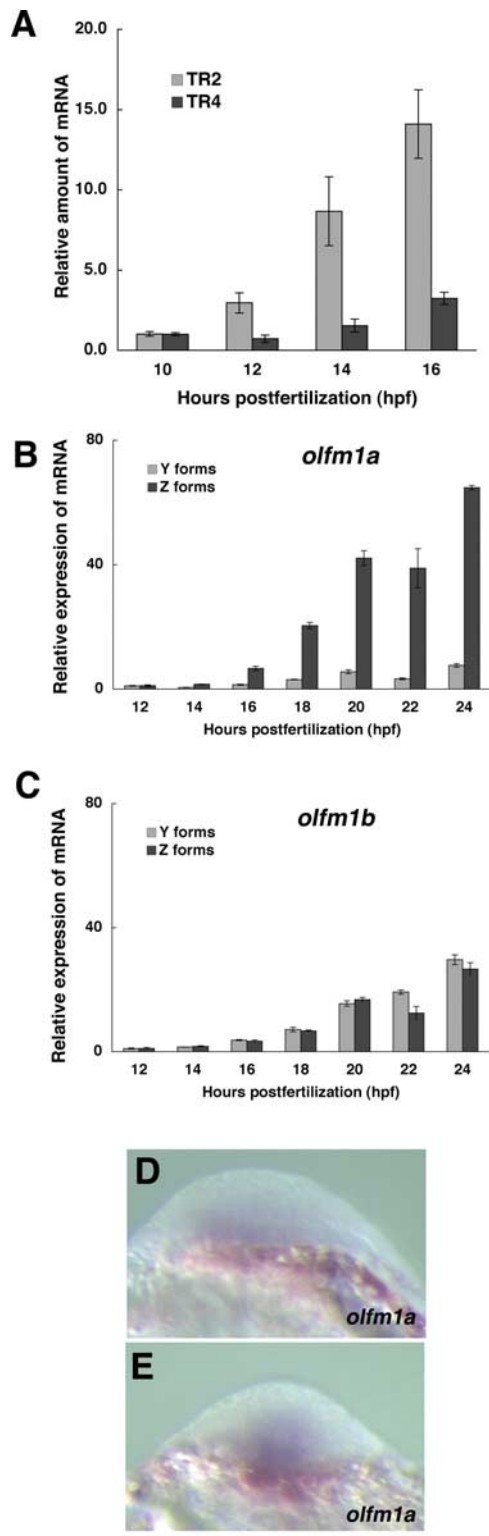 A
Relative amount of mRNA
20.0
15.0
10.0
5.0
0.0
TR2
TR4
10 12 14 16
Hours postfertilization (hpf)
B
Relative expression of mRNA
80
40
0
olfm1a
Y forms
Z forms
12 14 16 18 20 22 24
Hours postfertilization (hpf)
C
Relative expression of mRNA
80
40
0
olfm1b
Y forms
Z forms
12 14 16 18 20 22 24
Hours postfertilization (hpf)
D
olfm1a
E
olfm1a